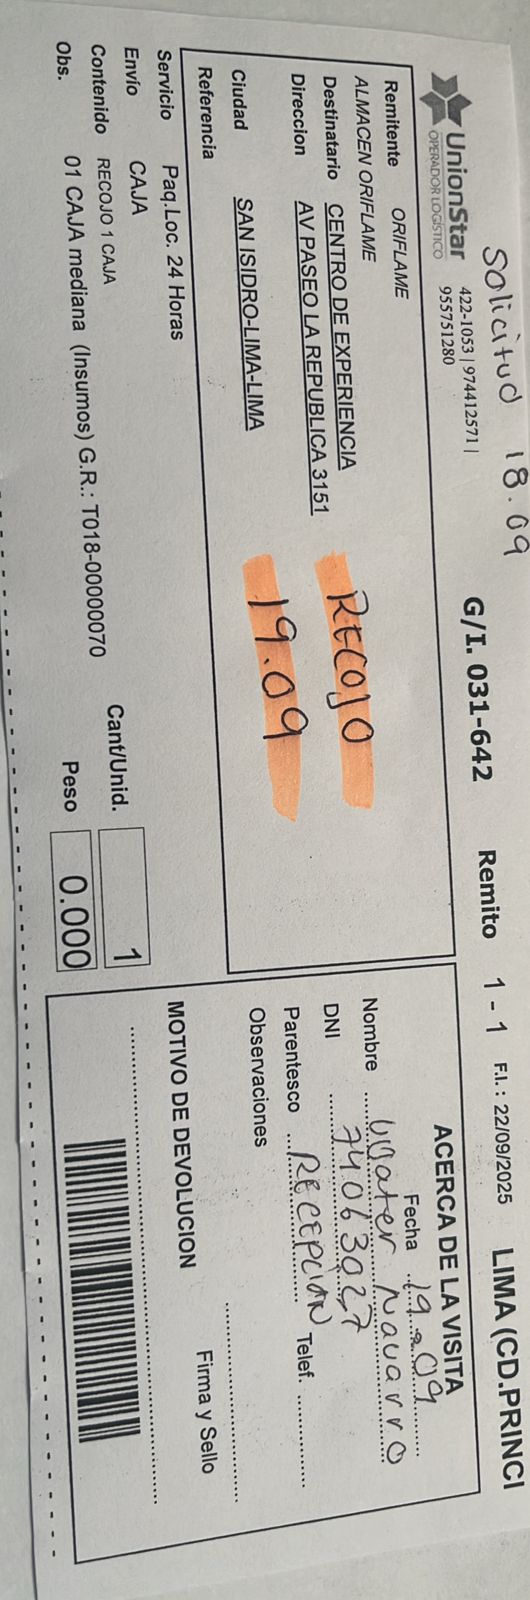 Solicitud 18.09
UnionStar
OPERADOR LOGÍSTICO
422-1053 | 974412571 |
955751280
G/I. 031-642 Remito 1 - 1 F.I.: 22/09/2025 LIMA (CD.PRINCI
Remitente ORIFLAME
ALMACEN ORIFLAME
Destinatario CENTRO DE EXPERIENCIA
Direccion AV PASEO LA REPUBLICA 3151
Ciudad SAN ISIDRO-LIMA-LIMA
Referencia
RECOJO
19.09
Servicio Paq.Loc. 24 Horas
Envío CAJA
Contenido RECOJO 1 CAJA
Obs. 01 CAJA mediana (Insumos) G.R.: T018-00000070
Cant/Unid. 1
Peso 0.000
ACERCA DE LA VISITA
Fecha 19.09
Nombre Navarro
DNI 74063027
Parentesco RECEPCIÓN Telef.
Observaciones
MOTIVO DE DEVOLUCION
Firma y Sello